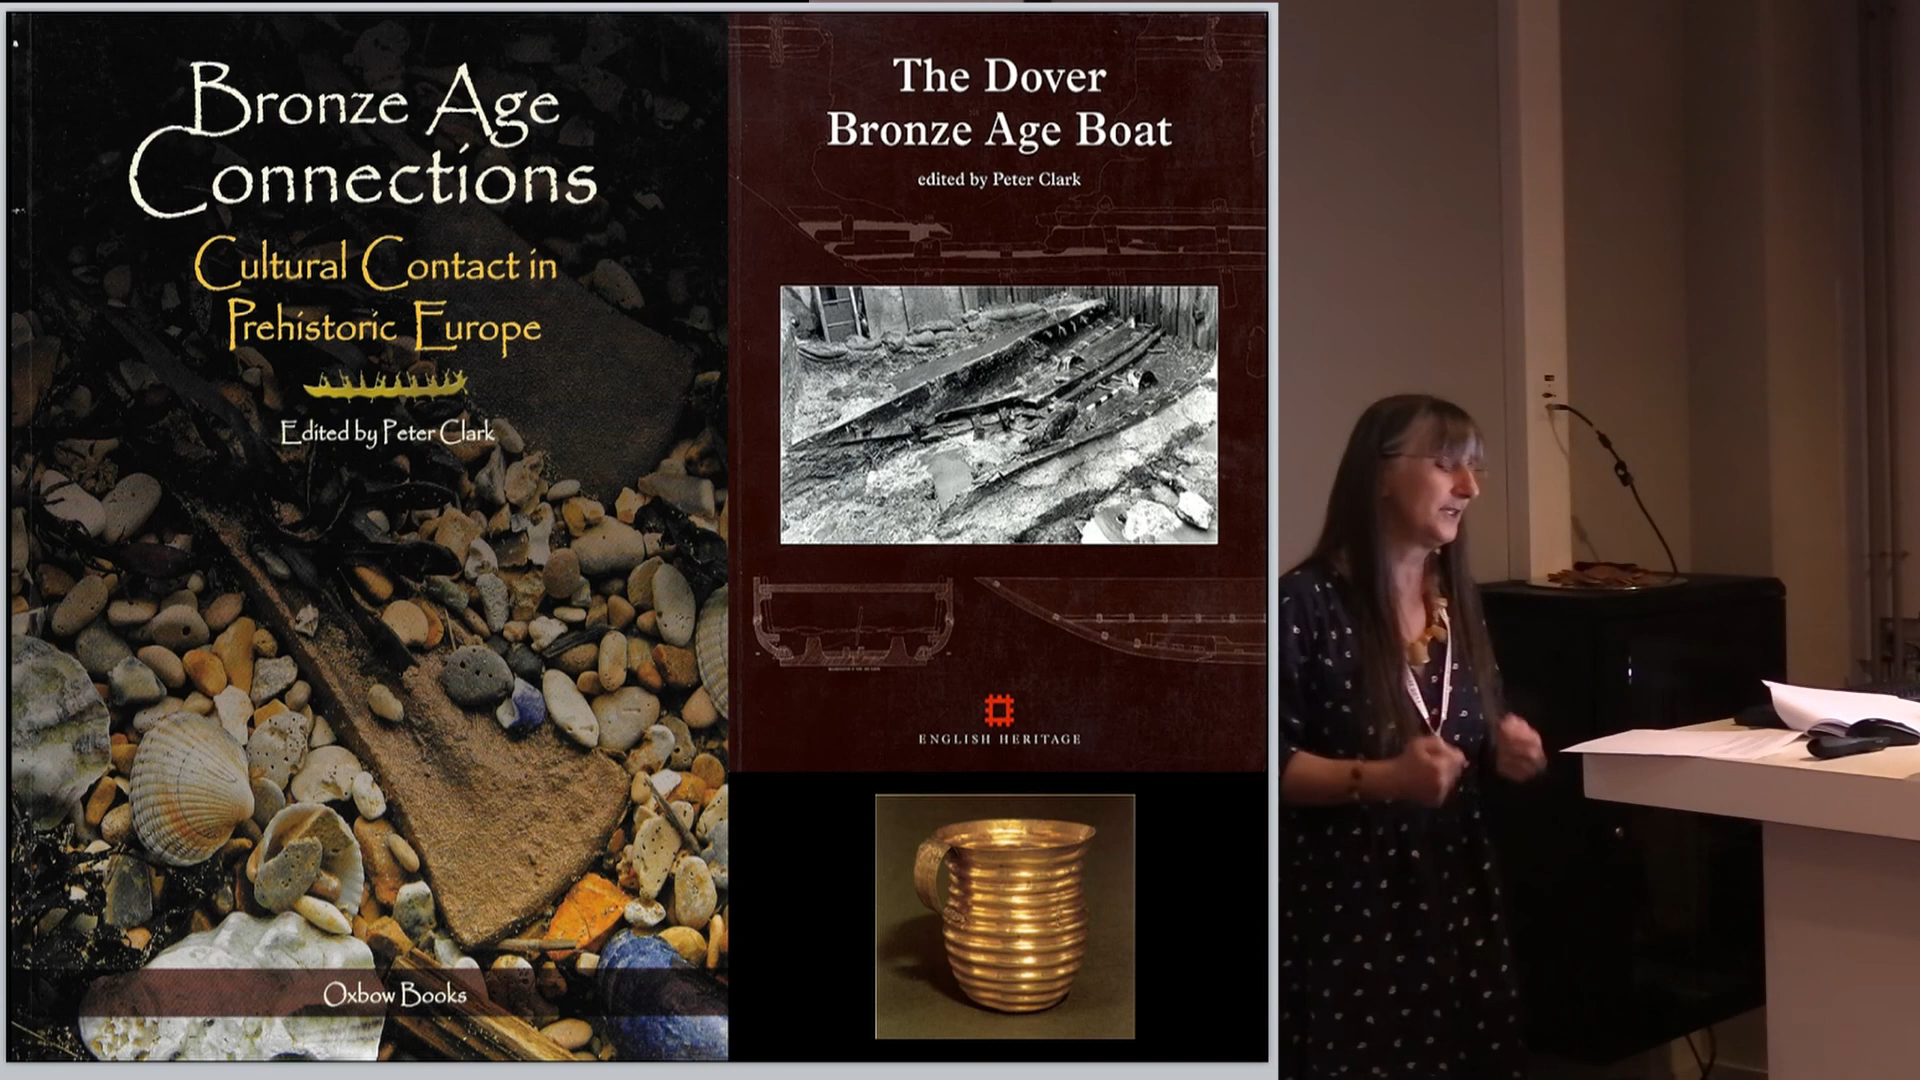 Bronze Age
Connections
Cultural Contact in
Prehistoric Europe
Edited by Peter Clark
Oxbow Books
The Dover
Bronze Age Boat
edited by Peter Clark
ENGLISH HERITAGE